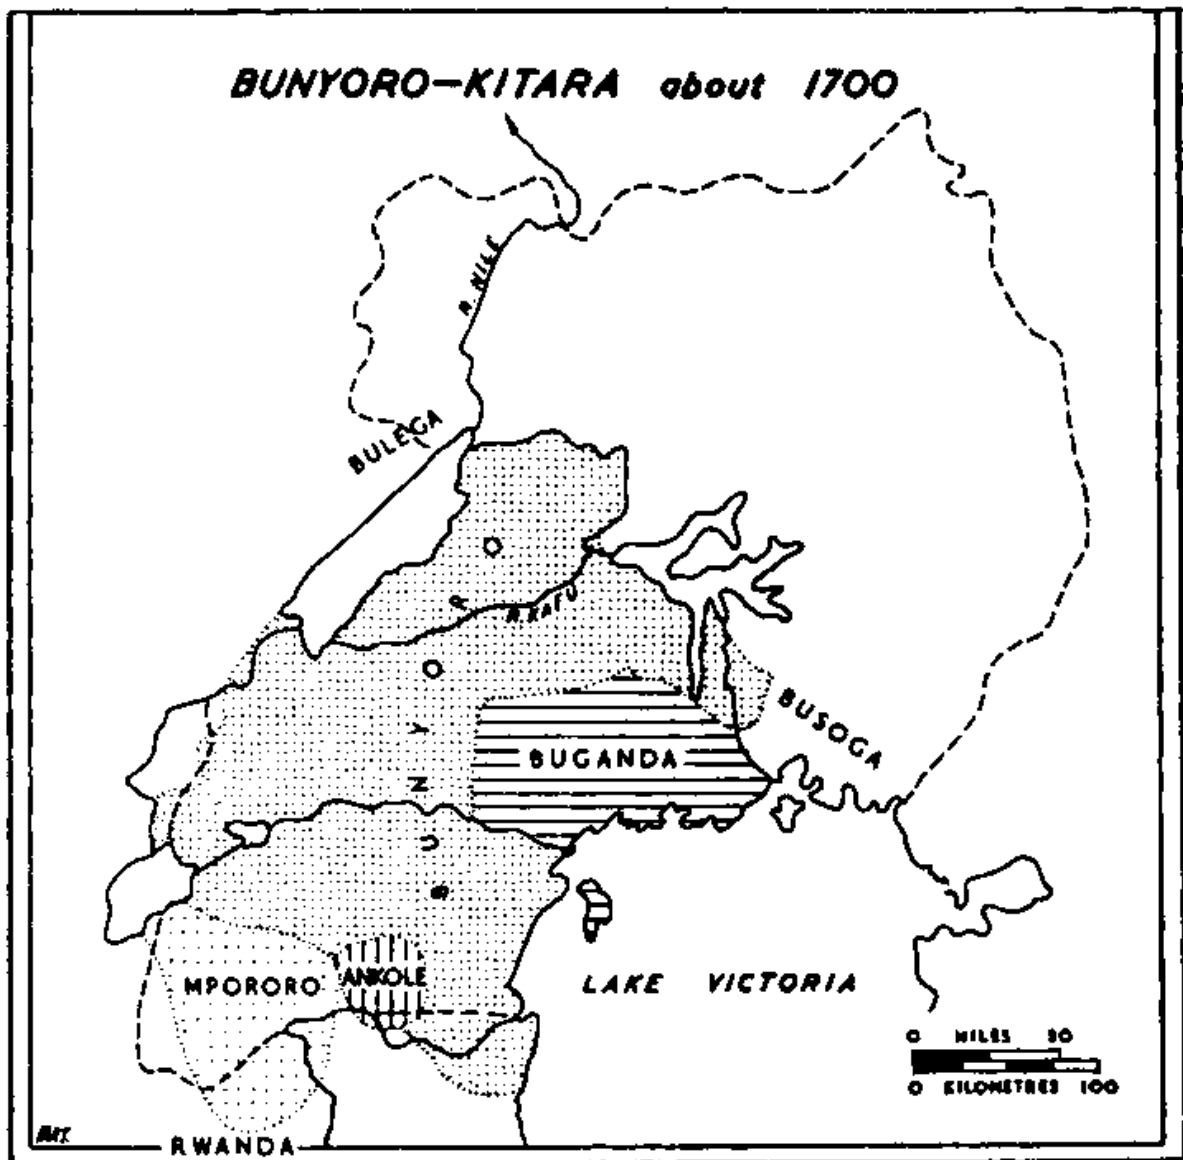 BUNYORO-KITARA about 1700
R. NILE
BULEGA
R. KAFU
BUNYORO
BUSOGA
BUGANDA
MPORORO
ANKOLE
LAKE VICTORIA
0 MILES 50
0 KILOMETRES 100
RWANDA